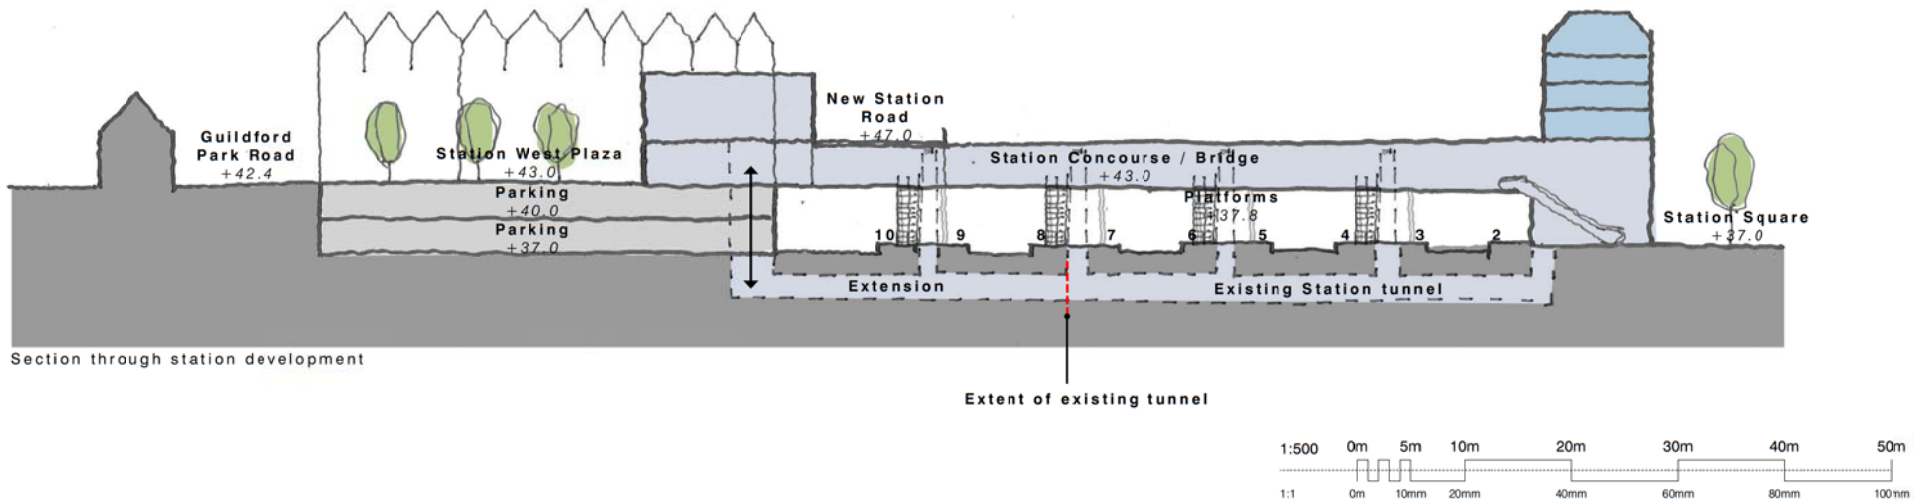 Guildford
Park Road
+42.4
Station West Plaza
+43.0
Parking
+40.0
Parking
+37.0
New Station
Road
+47.0
Station Concourse / Bridge
+43.0
Platforms
+37.8
10 9 8 7 6 5 4 3 2
Station Square
+37.0
Extension
Existing Station tunnel
Section through station development
Extent of existing tunnel
1:500 0m 5m 10m 20m 30m 40m 50m
1:1 0m 10mm 20mm 40mm 60mm 80mm 100mm